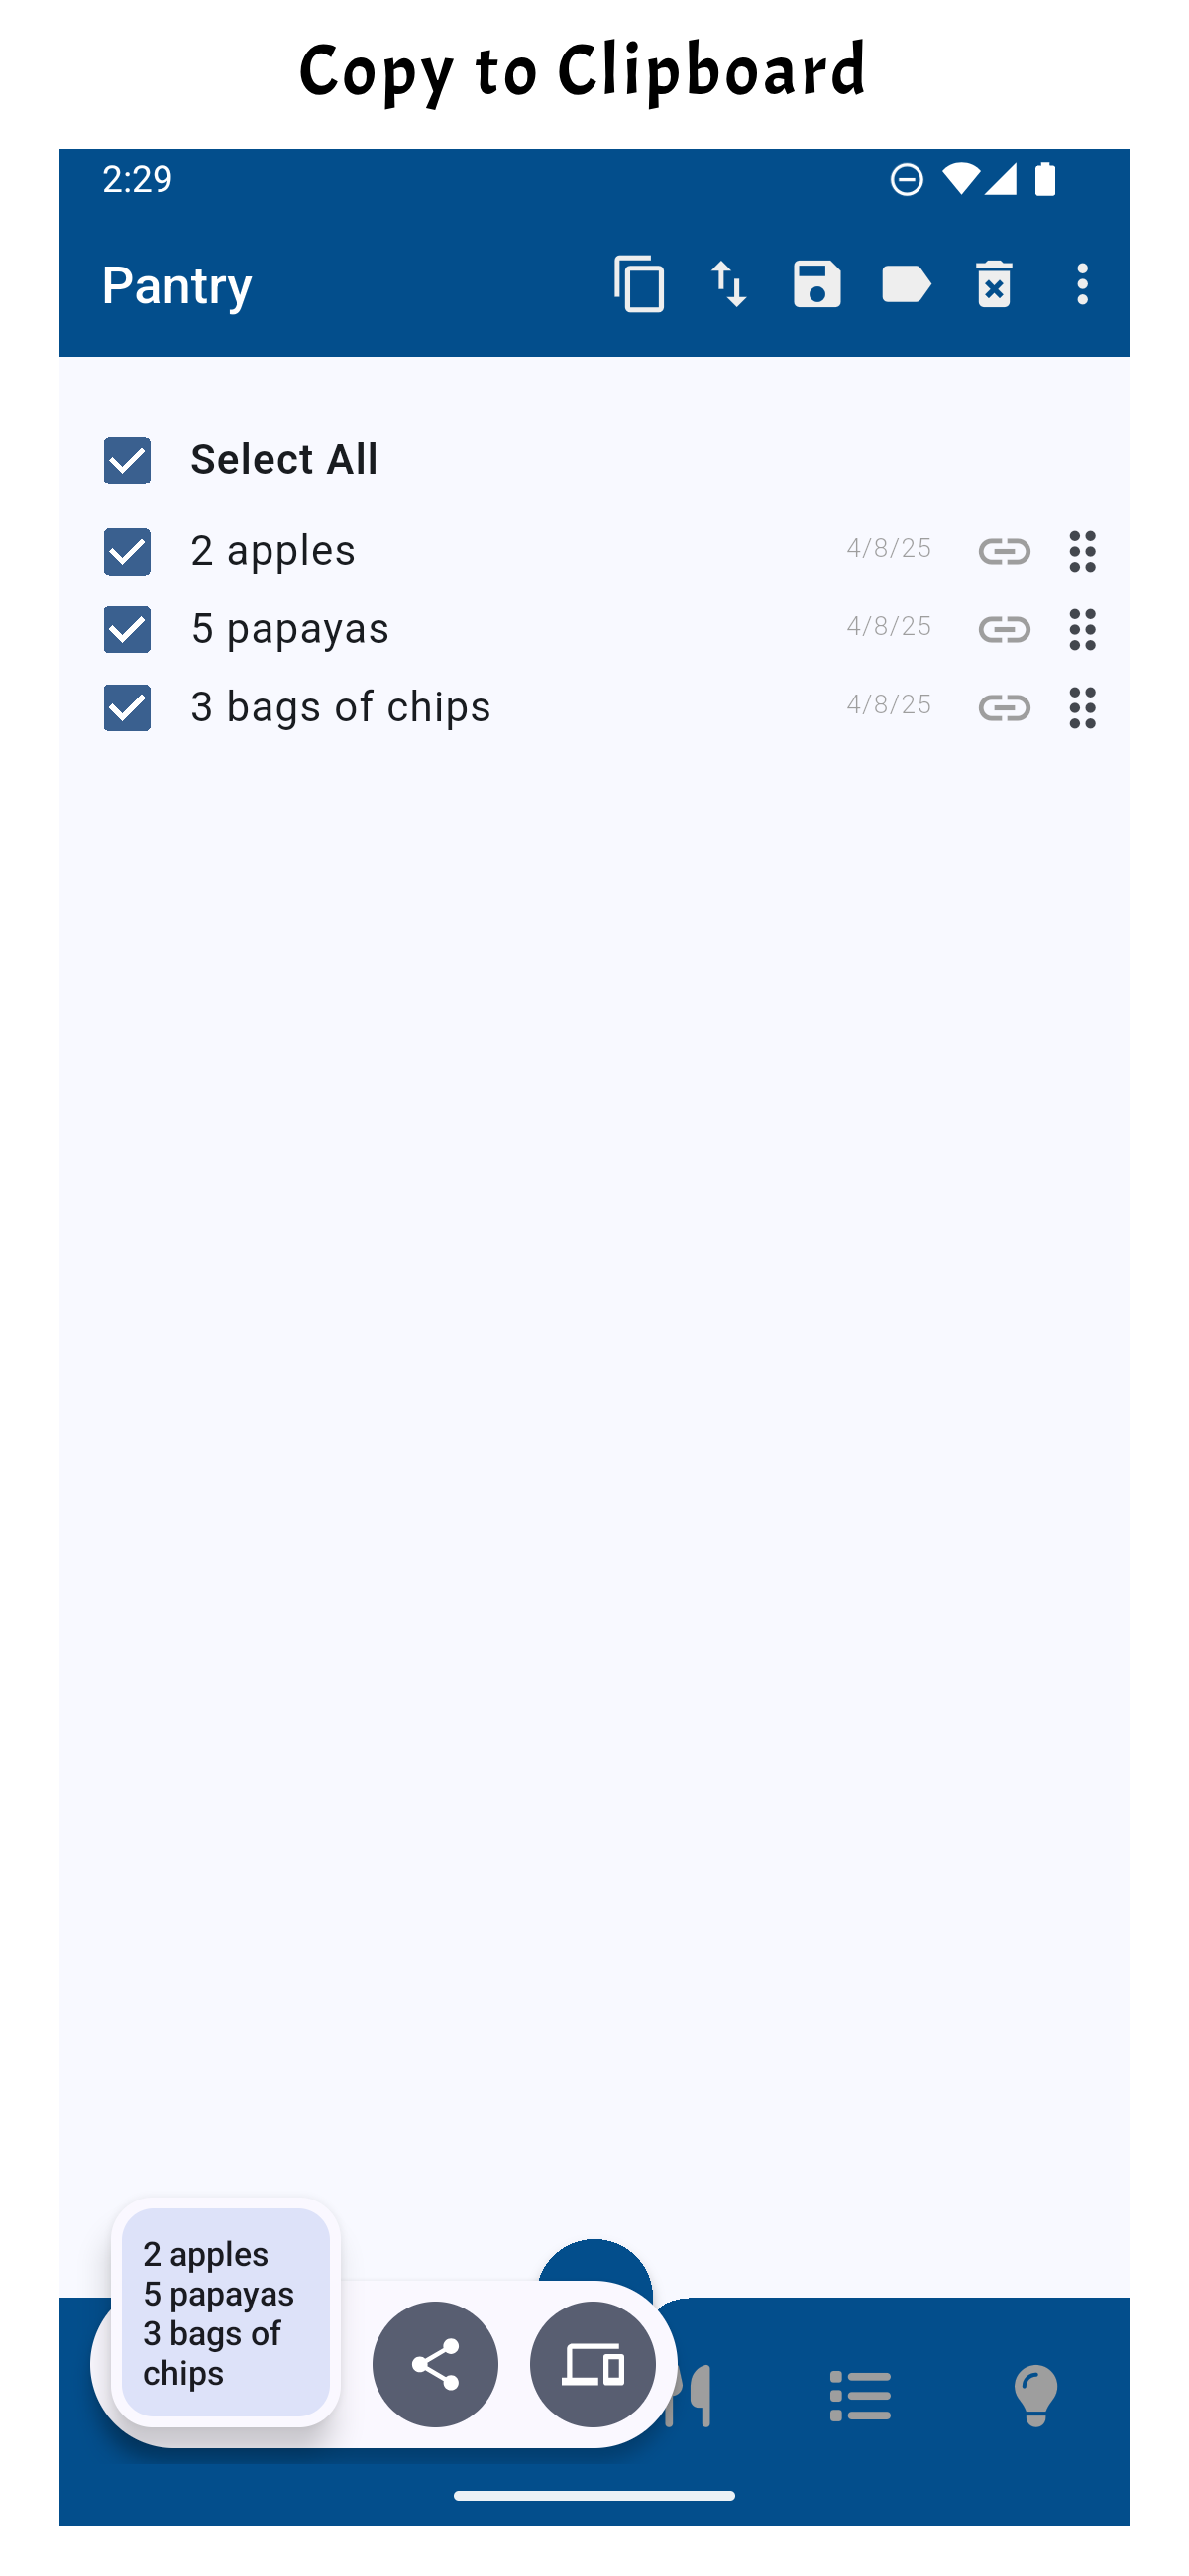 Copy to Clipboard
2:29
Pantry
Select All
2 apples 4/8/25
5 papayas 4/8/25
3 bags of chips 4/8/25
2 apples
5 papayas
3 bags of
chips